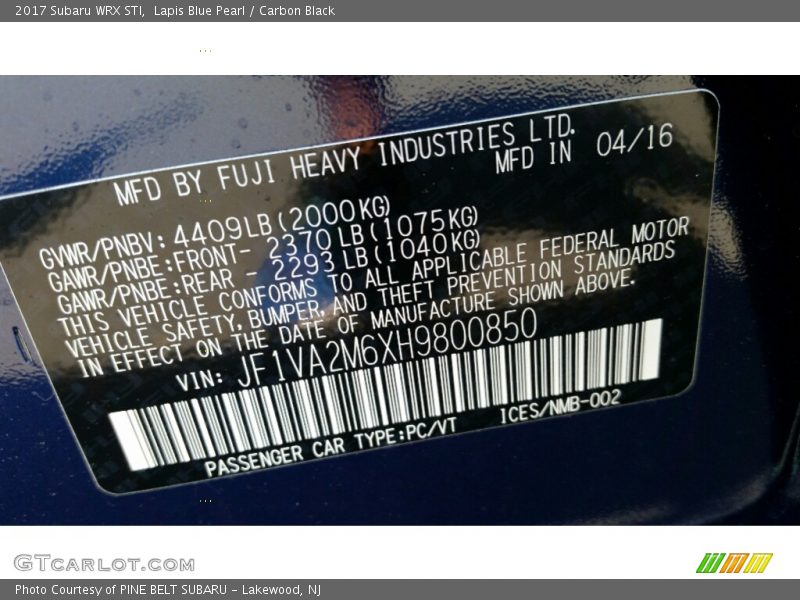 2017 Subaru WRX STI,  Lapis Blue Pearl / Carbon Black
MFD BY FUJI HEAVY INDUSTRIES LTD.
MFD IN 04/16
GVWR/PNBV: 4409LB(2000KG)
GAWR/PNBE:FRONT- 2370LB(1075KG)
GAWR/PNBE:REAR - 2293LB(1040KG)
THIS VEHICLE CONFORMS TO ALL APPLICABLE FEDERAL MOTOR
VEHICLE SAFETY, BUMPER, AND THEFT PREVENTION STANDARDS
IN EFFECT ON THE DATE OF MANUFACTURE SHOWN ABOVE.
VIN: JF1VA2M6XH9800850
PASSENGER CAR TYPE:PC/VT ICES/NMB-002
GTCARLOT.COM
Photo Courtesy of PINE BELT SUBARU - Lakewood, NJ